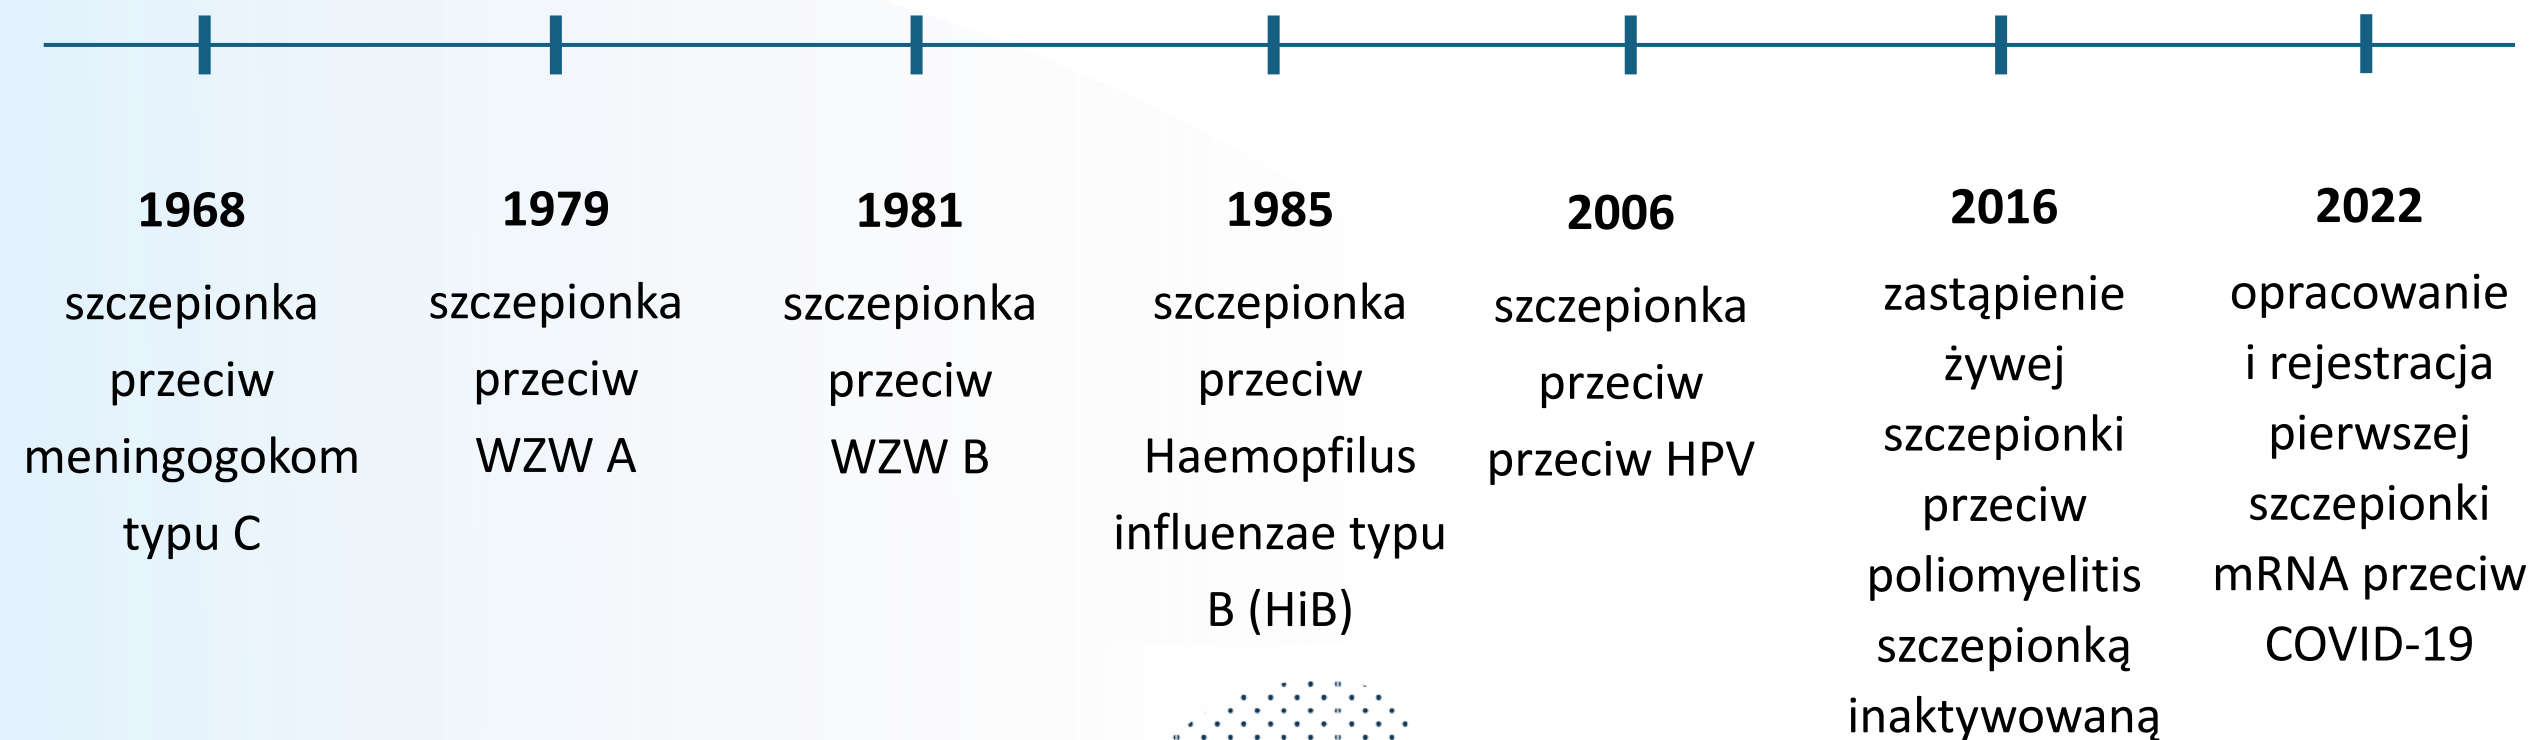 1968
szczepionka
przeciw
meningogokom
typu C
1979
szczepionka
przeciw
WZW A
1981
szczepionka
przeciw
WZW B
1985
szczepionka
przeciw
Haemopfilus
influenzae typu
B (HiB)
2006
szczepionka
przeciw
przeciw HPV
2016
zastąpienie
żywej
szczepionki
przeciw
poliomyelitis
szczepionką
inaktywowaną
2022
opracowanie
i rejestracja
pierwszej
szczepionki
mRNA przeciw
COVID-19